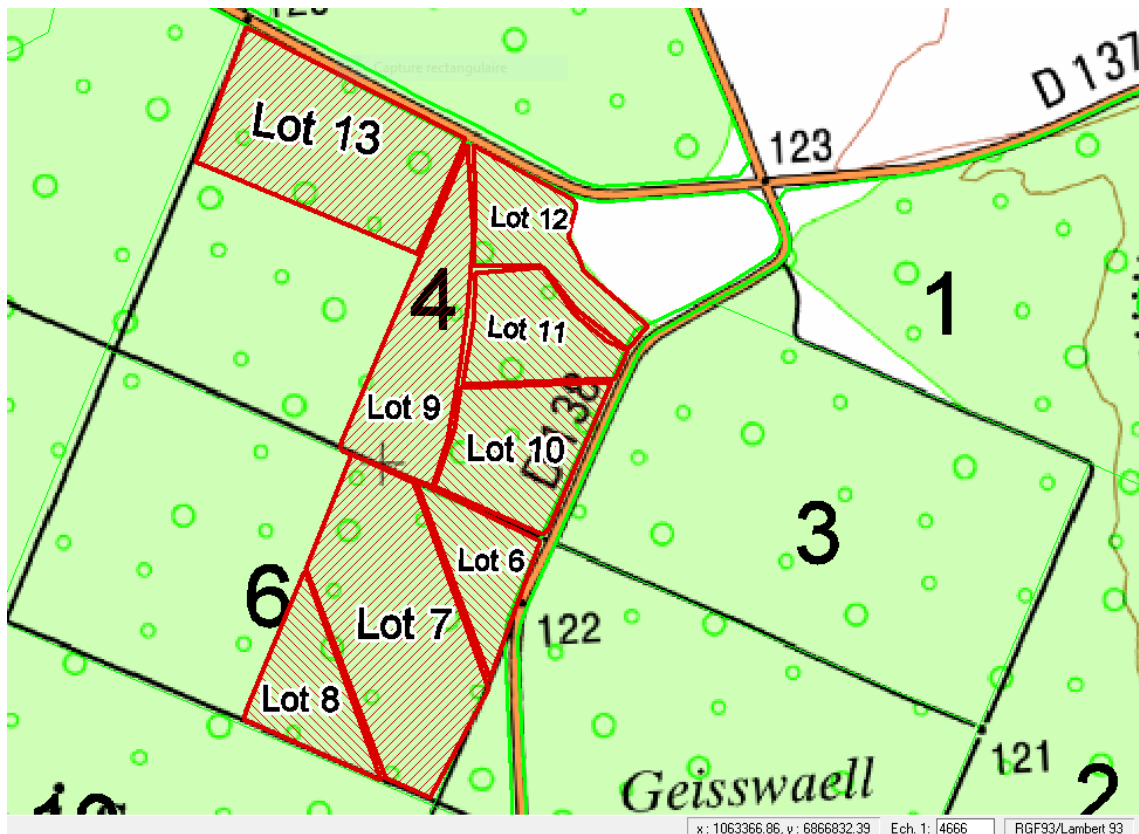 Capture rectangulaire
D 137
Lot 13
123
Lot 12
4
1
Lot 11
Lot 9
Lot 10
D 138
3
Lot 6
6
122
Lot 7
Lot 8
121
Geisswaell
2
x : 1063366.86, y : 6866832.39 Ech. 1: 4666 RGF93/Lambert 93